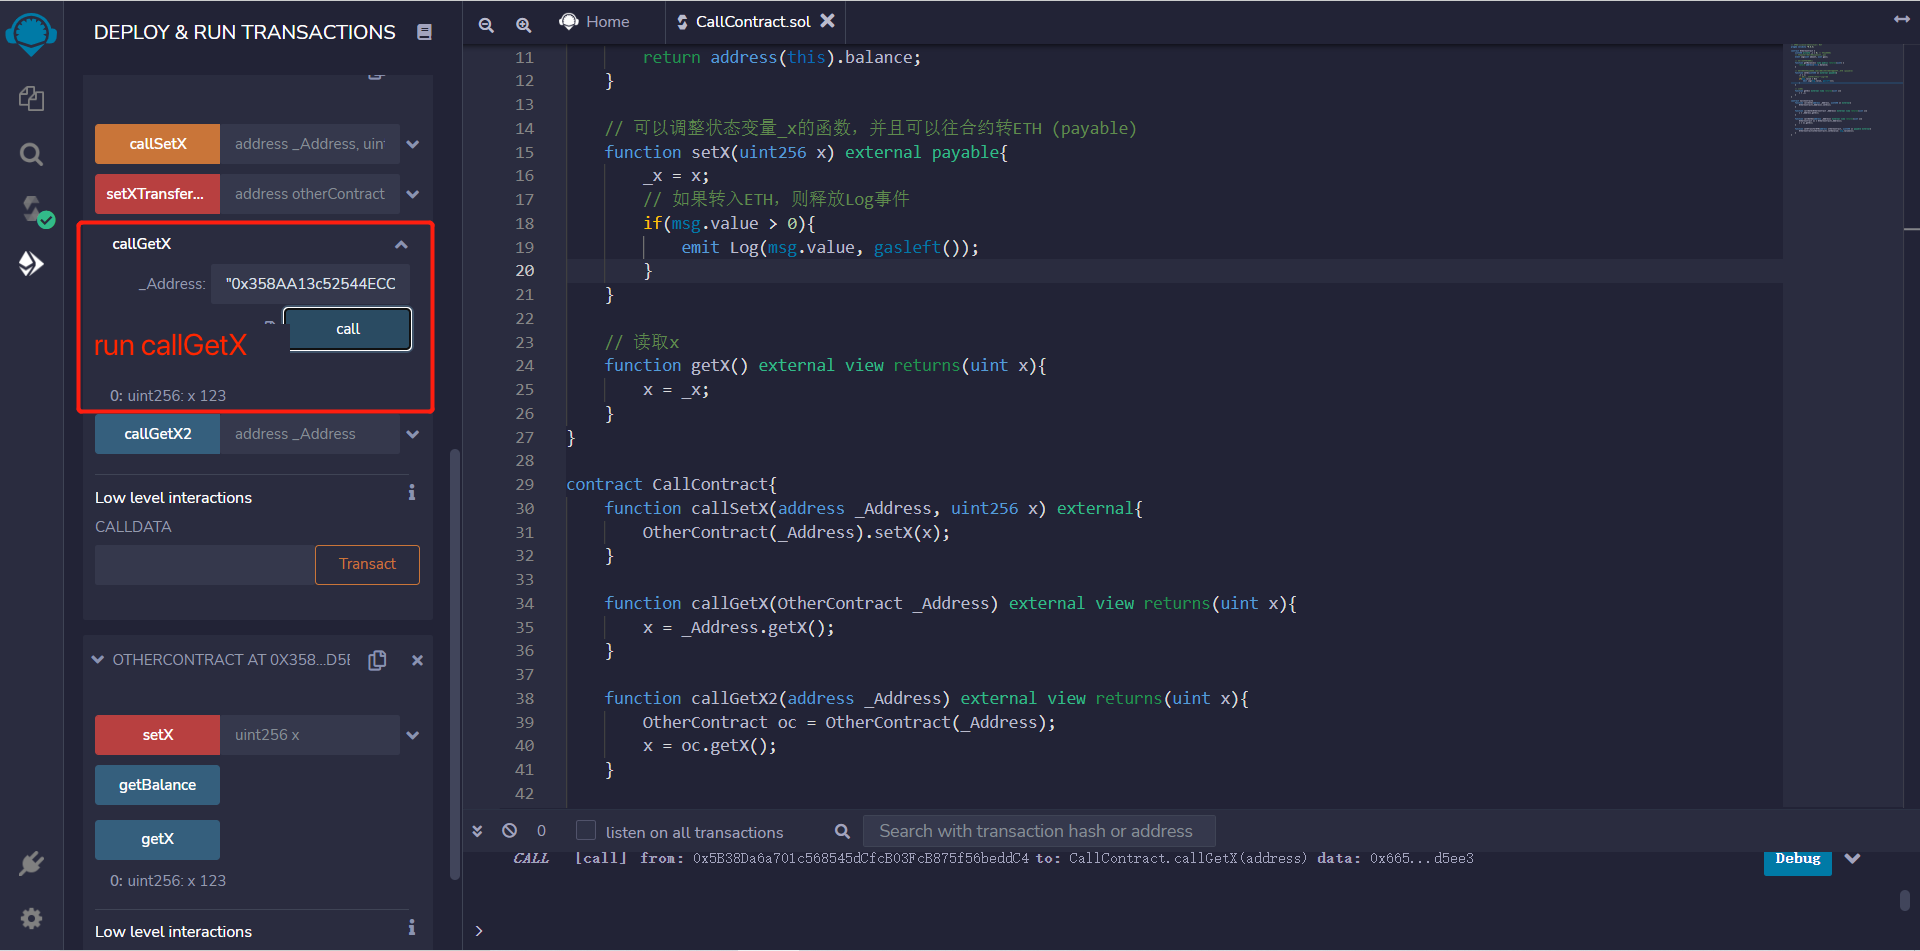 DEPLOY & RUN TRANSACTIONS
callSetX
address _Address, uin
setXTransfer...
address otherContract
callGetX
_Address:
"0x358AA13c52544ECC
call
run callGetX
0: uint256: x 123
callGetX2
address _Address
Low level interactions
CALLDATA
Transact
OTHERCONTRACT AT 0X358...D5E
setX
uint256 x
getBalance
getX
0: uint256: x 123
Low level interactions
Home
CallContract.sol
11 return address(this).balance;
12 }
13
14 // 可以调整状态变量_x的函数，并且可以往合约转ETH (payable)
15 function setX(uint256 x) external payable{
16 _x = x;
17 // 如果转入ETH，则释放Log事件
18 if(msg.value > 0){
19 emit Log(msg.value, gasleft());
20 }
21 }
22
23 // 读取x
24 function getX() external view returns(uint x){
25 x = _x;
26 }
27 }
28
29 contract CallContract{
30 function callSetX(address _Address, uint256 x) external{
31 OtherContract(_Address).setX(x);
32 }
33
34 function callGetX(OtherContract _Address) external view returns(uint x){
35 x = _Address.getX();
36 }
37
38 function callGetX2(address _Address) external view returns(uint x){
39 OtherContract oc = OtherContract(_Address);
40 x = oc.getX();
41 }
42
0
listen on all transactions
Search with transaction hash or address
CALL [call] from: 0x5B38Da6a701c568545dCfcB03FcB875f56beddC4 to: CallContract.callGetX(address) data: 0x665...d5ee3
Debug
>